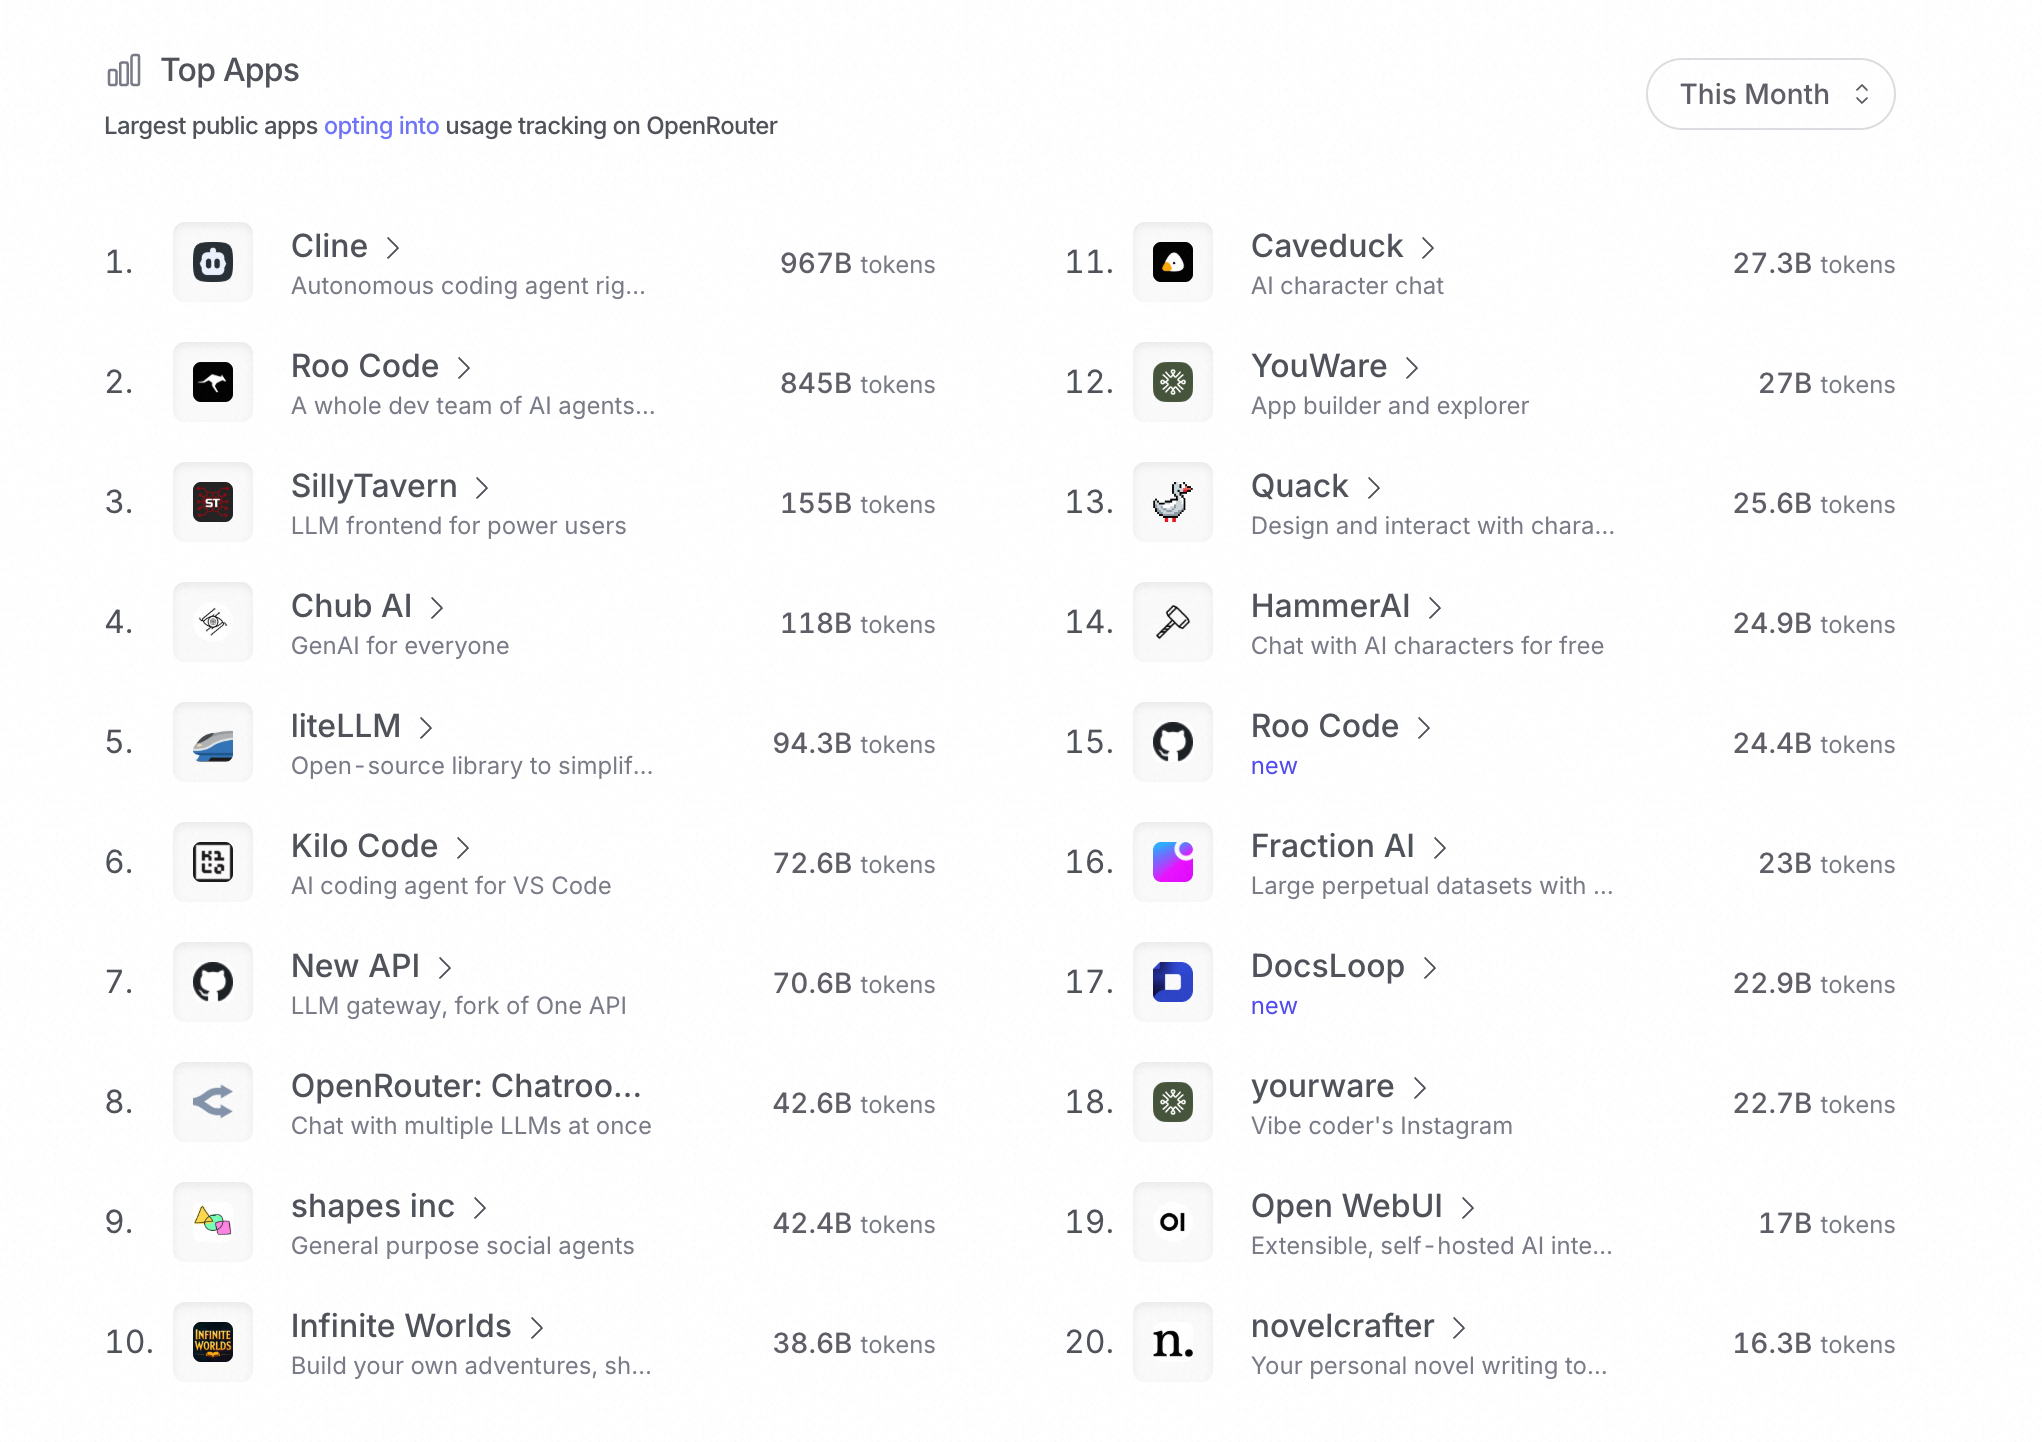 Top Apps
This Month
Largest public apps opting into usage tracking on OpenRouter
1.
Cline
Autonomous coding agent rig...
967B tokens
2.
Roo Code
A whole dev team of AI agents...
845B tokens
3.
ST
SillyTavern
LLM frontend for power users
155B tokens
4.
Chub AI
GenAI for everyone
118B tokens
5.
liteLLM
Open-source library to simplif...
94.3B tokens
6.
Kilo Code
AI coding agent for VS Code
72.6B tokens
7.
New API
LLM gateway, fork of One API
70.6B tokens
8.
OpenRouter: Chatroo...
Chat with multiple LLMs at once
42.6B tokens
9.
shapes inc
General purpose social agents
42.4B tokens
10.
INFINITE
WORLDS
Infinite Worlds
Build your own adventures, sh...
38.6B tokens
11.
Caveduck
AI character chat
27.3B tokens
12.
YouWare
App builder and explorer
27B tokens
13.
Quack
Design and interact with chara...
25.6B tokens
14.
HammerAI
Chat with AI characters for free
24.9B tokens
15.
Roo Code
new
24.4B tokens
16.
Fraction AI
Large perpetual datasets with ...
23B tokens
17.
DocsLoop
new
22.9B tokens
18.
yourware
Vibe coder's Instagram
22.7B tokens
19.
OI
Open WebUI
Extensible, self-hosted AI inte...
17B tokens
20.
n.
novelcrafter
Your personal novel writing to...
16.3B tokens